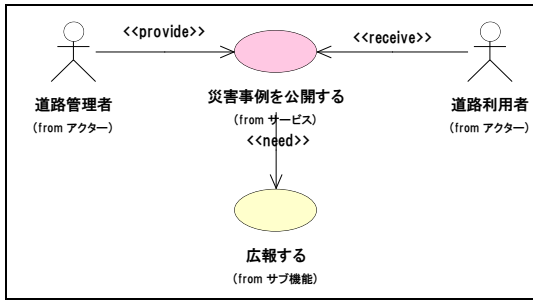 <<provide>>
<<receive>>
道路管理者
(from アクター)
災害事例を公開する
(from サービス)
道路利用者
(from アクター)
<<need>>
広報する
(from サブ機能)